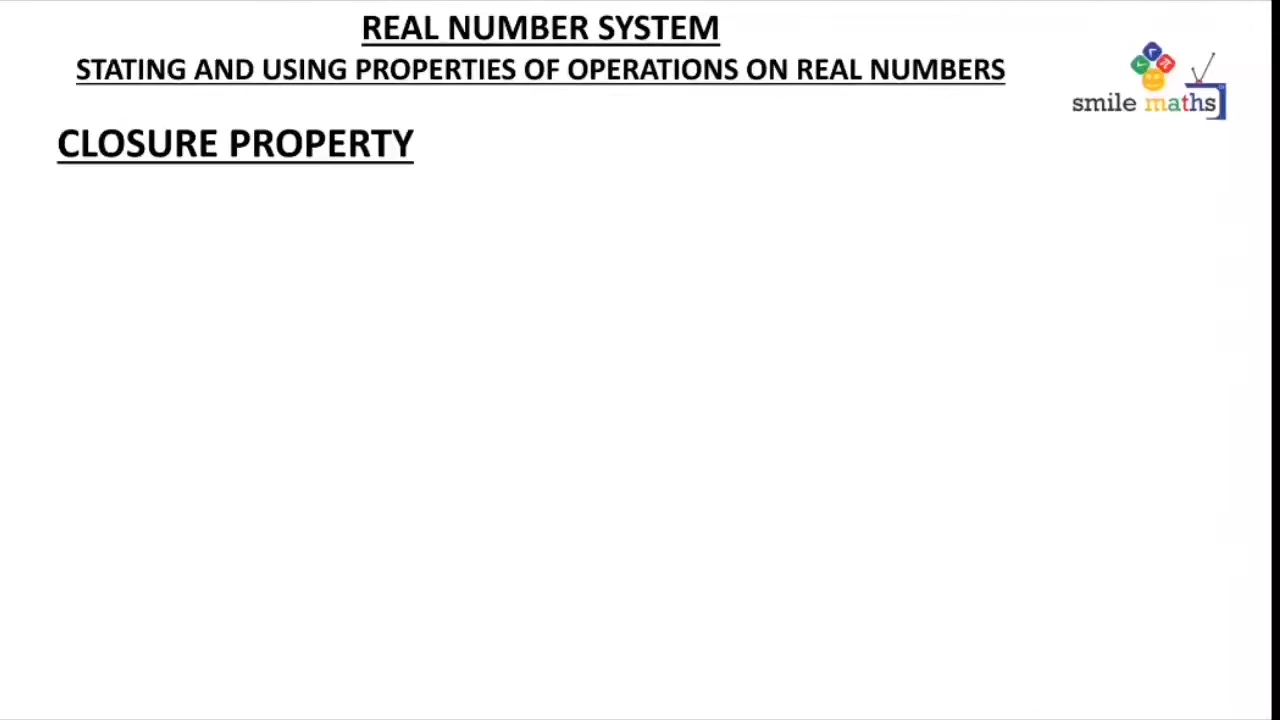 REAL NUMBER SYSTEM
STATING AND USING PROPERTIES OF OPERATIONS ON REAL NUMBERS
smile maths
CLOSURE PROPERTY